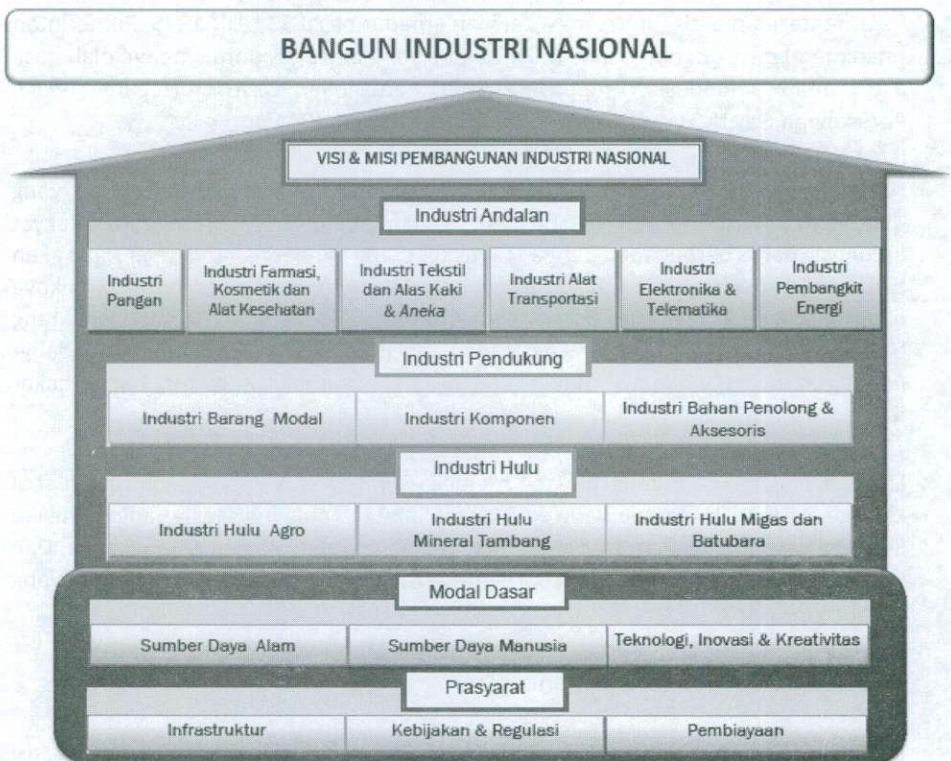 BANGUN INDUSTRI NASIONAL
VISI & MISI PEMBANGUNAN INDUSTRI NASIONAL
Industri Andalan
Industri
Pangan
Industri Farmasi,
Kosmetik dan
Alat Kesehatan
Industri Tekstil
dan Alas Kaki
& Aneka
Industri Alat
Transportasi
Industri
Elektronika &
Telematika
Industri
Pembangkit
Energi
Industri Pendukung
Industri Barang Modal
Industri Komponen
Industri Bahan Penolong &
Aksesoris
Industri Hulu
Industri Hulu Agro
Industri Hulu
Mineral Tambang
Industri Hulu Migas dan
Batubara
Modal Dasar
Sumber Daya Alam
Sumber Daya Manusia
Teknologi, Inovasi & Kreativitas
Prasyarat
Infrastruktur
Kebijakan & Regulasi
Pembiayaan